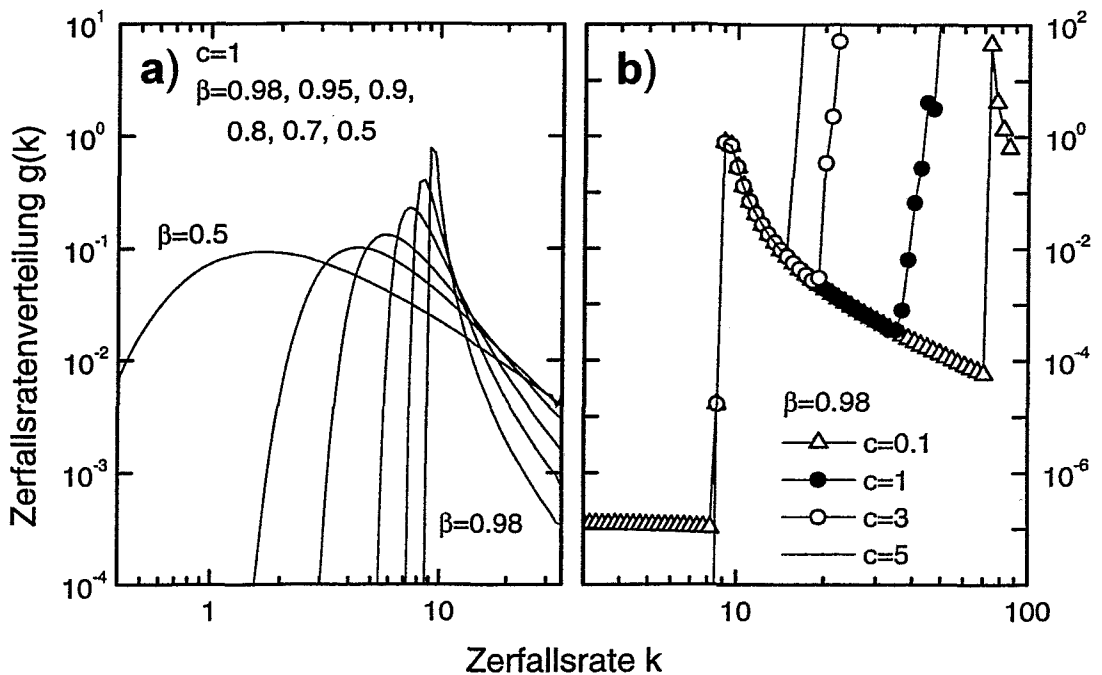 a) c=1
β=0.98, 0.95, 0.9,
0.8, 0.7, 0.5
β=0.5
β=0.98
10^1
10^0
10^-1
10^-2
10^-3
10^-4
1
10
Zerfallsratenverteilung g(k)
b)
β=0.98
c=0.1
c=1
c=3
c=5
10^2
10^0
10^-2
10^-4
10^-6
10
100
Zerfallsrate k